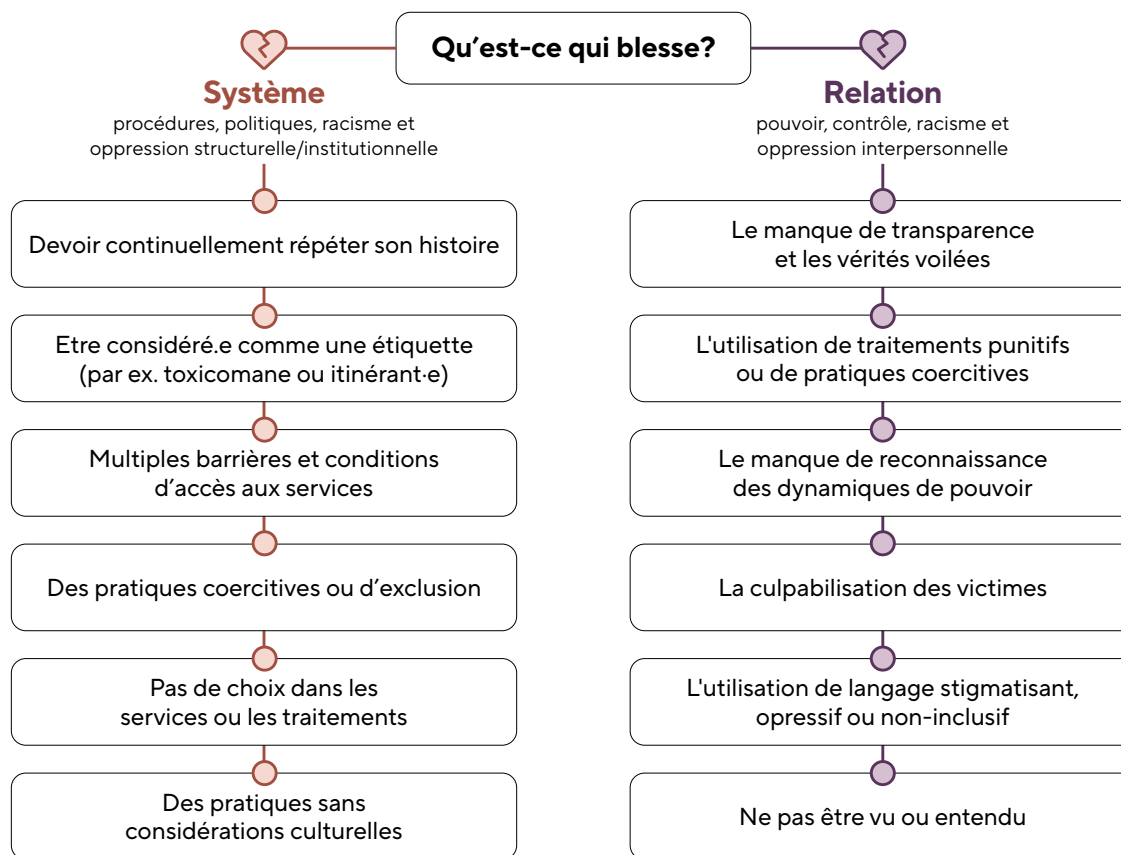 Qu’est-ce qui blesse?
Système
procédures, politiques, racisme et
oppression structurelle/institutionnelle
Devoir continuellement répéter son histoire
Etre considéré.e comme une étiquette
(par ex. toxicomane ou itinérant·e)
Multiples barrières et conditions
d’accès aux services
Des pratiques coercitives ou d’exclusion
Pas de choix dans les
services ou les traitements
Des pratiques sans
considérations culturelles
Relation
pouvoir, contrôle, racisme et
oppression interpersonnelle
Le manque de transparence
et les vérités voilées
L'utilisation de traitements punitifs
ou de pratiques coercitives
Le manque de reconnaissance
des dynamiques de pouvoir
La culpabilisation des victimes
L'utilisation de langage stigmatisant,
opressif ou non-inclusif
Ne pas être vu ou entendu